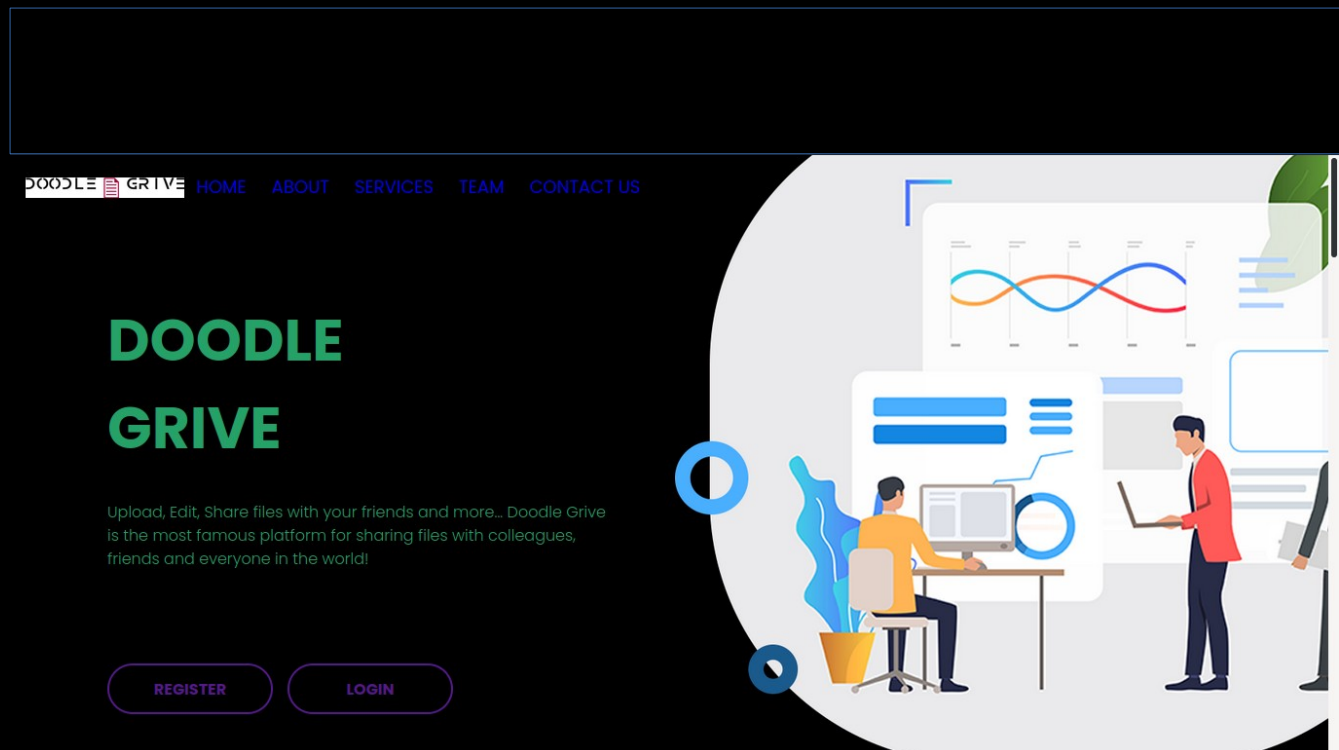 DOODLE GRIVE HOME ABOUT SERVICES TEAM CONTACT US
DOODLE
GRIVE
Upload, Edit, Share files with your friends and more... Doodle Grive
is the most famous platform for sharing files with colleagues,
friends and everyone in the world!
REGISTER LOGIN